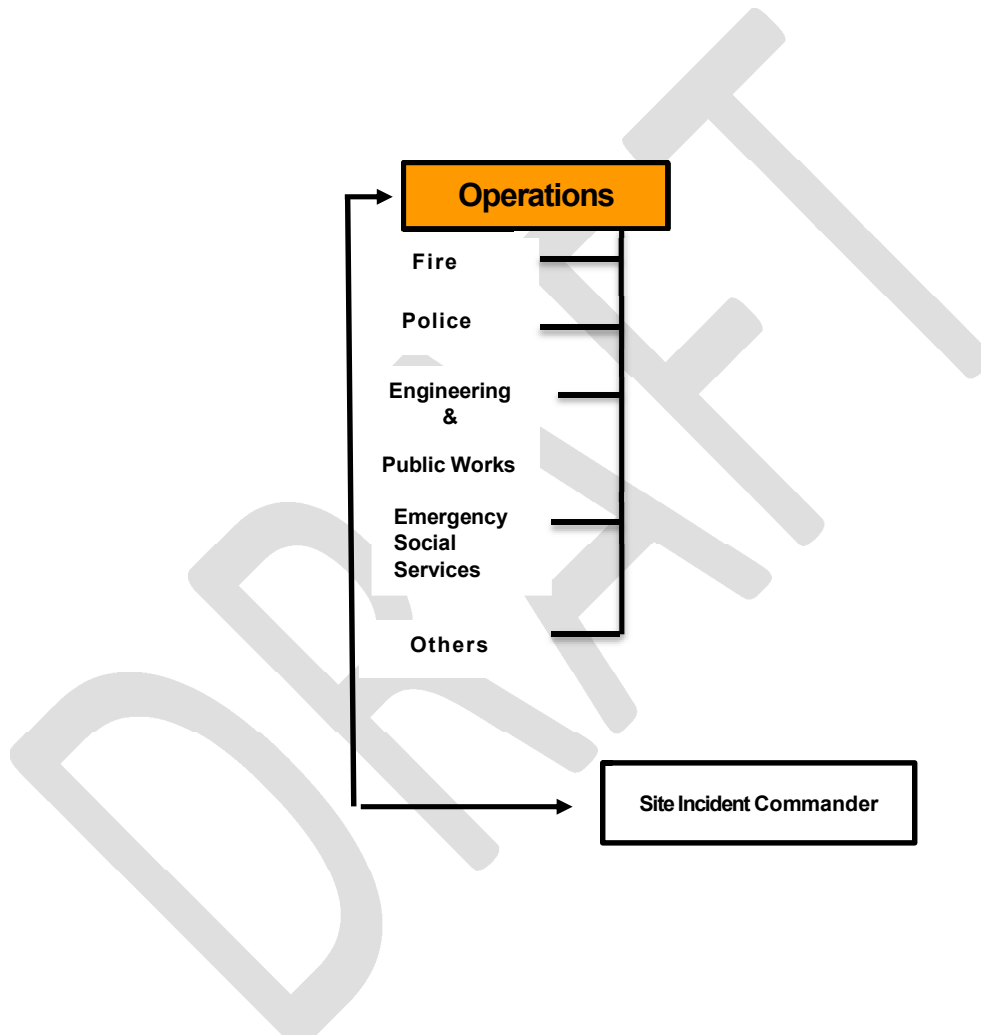 Operations
Fire
Police
Engineering
&
Public Works
Emergency
Social
Services
Others
Site Incident Commander
DRAFT